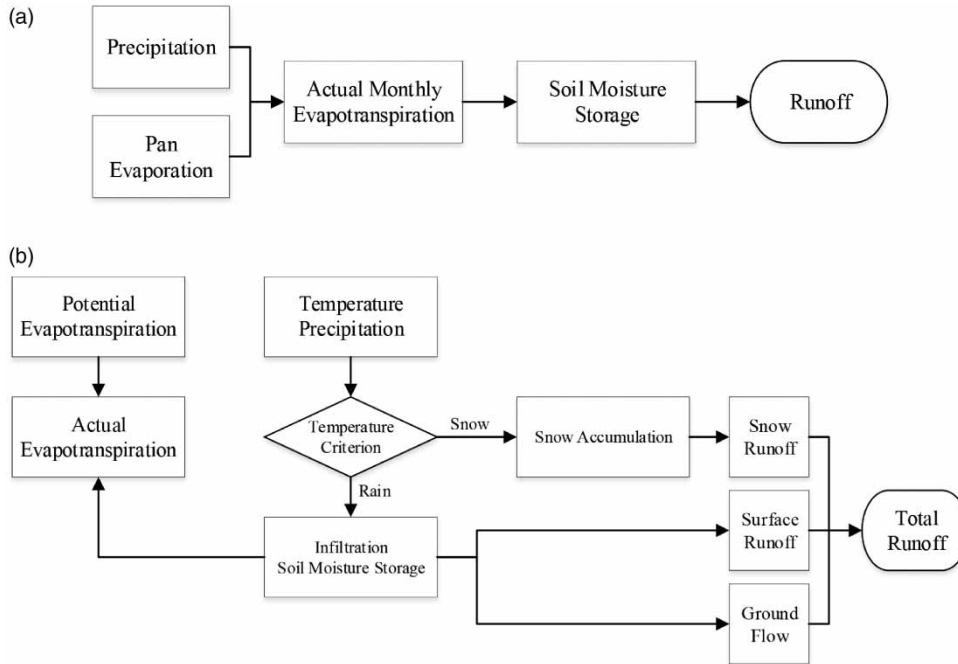 (a)
Precipitation
Pan
Evaporation
Actual Monthly
Evapotranspiration
Soil Moisture
Storage
Runoff
(b)
Potential
Evapotranspiration
Temperature
Precipitation
Actual
Evapotranspiration
Temperature
Criterion
Snow
Snow Accumulation
Snow
Runoff
Rain
Infiltration
Soil Moisture Storage
Surface
Runoff
Total
Runoff
Ground
Flow